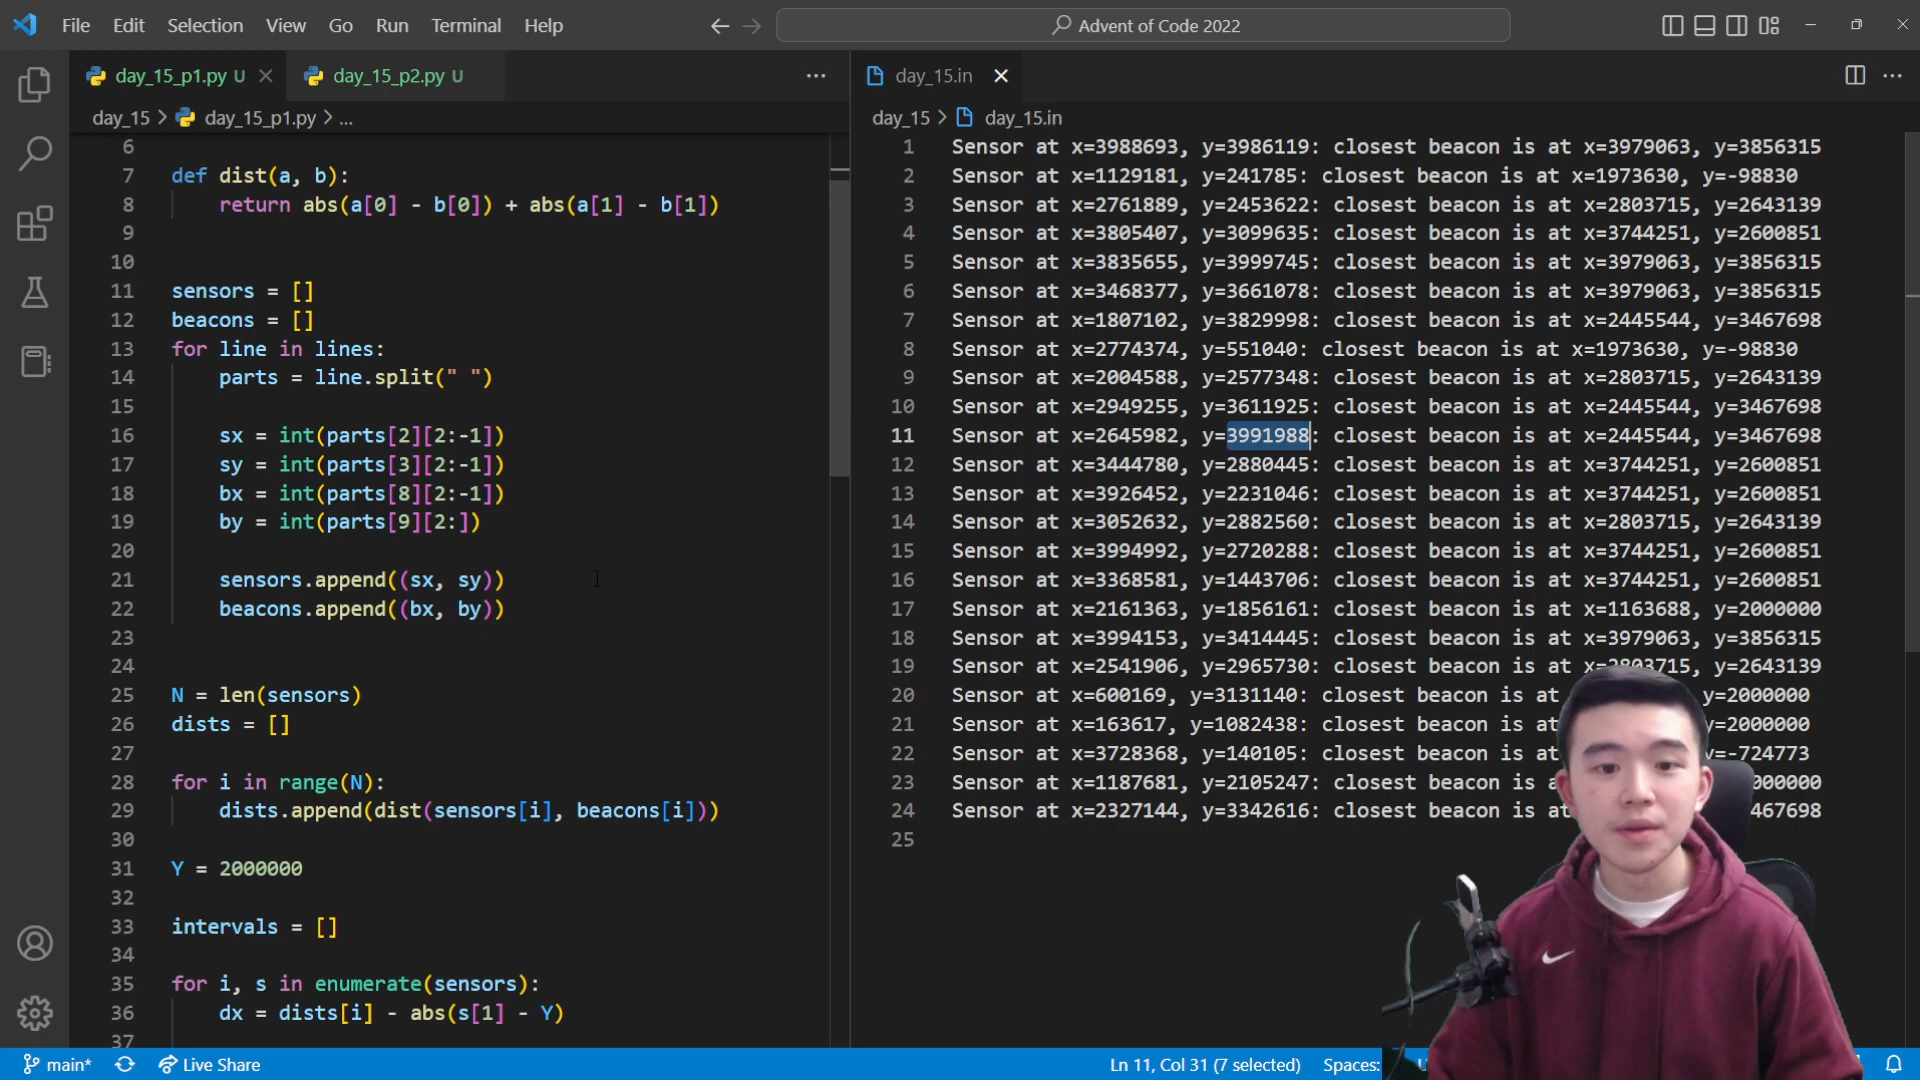 File Edit Selection View Go Run Terminal Help
Advent of Code 2022
day_15_p1.py U
day_15_p2.py U
day_15 > day_15_p1.py > ...
6
7 def dist(a, b):
8 return abs(a[0] - b[0]) + abs(a[1] - b[1])
9
10
11 sensors = []
12 beacons = []
13 for line in lines:
14 parts = line.split(" ")
15
16 sx = int(parts[2][2:-1])
17 sy = int(parts[3][2:-1])
18 bx = int(parts[8][2:-1])
19 by = int(parts[9][2:])
20
21 sensors.append((sx, sy))
22 beacons.append((bx, by))
23
24
25 N = len(sensors)
26 dists = []
27
28 for i in range(N):
29 dists.append(dist(sensors[i], beacons[i]))
30
31 Y = 2000000
32
33 intervals = []
34
35 for i, s in enumerate(sensors):
36 dx = dists[i] - abs(s[1] - Y)
37
day_15.in
day_15 > day_15.in
1 Sensor at x=3988693, y=3986119: closest beacon is at x=3979063, y=3856315
2 Sensor at x=1129181, y=241785: closest beacon is at x=1973630, y=-98830
3 Sensor at x=2761889, y=2453622: closest beacon is at x=2803715, y=2643139
4 Sensor at x=3805407, y=3099635: closest beacon is at x=3744251, y=2600851
5 Sensor at x=3835655, y=3999745: closest beacon is at x=3979063, y=3856315
6 Sensor at x=3468377, y=3661078: closest beacon is at x=3979063, y=3856315
7 Sensor at x=1807102, y=3829998: closest beacon is at x=2445544, y=3467698
8 Sensor at x=2774374, y=551040: closest beacon is at x=1973630, y=-98830
9 Sensor at x=2004588, y=2577348: closest beacon is at x=2803715, y=2643139
10 Sensor at x=2949255, y=3611925: closest beacon is at x=2445544, y=3467698
11 Sensor at x=2645982, y=3991988: closest beacon is at x=2445544, y=3467698
12 Sensor at x=3444780, y=2880445: closest beacon is at x=3744251, y=2600851
13 Sensor at x=3926452, y=2231046: closest beacon is at x=3744251, y=2600851
14 Sensor at x=3052632, y=2882560: closest beacon is at x=2803715, y=2643139
15 Sensor at x=3994992, y=2720288: closest beacon is at x=3744251, y=2600851
16 Sensor at x=3368581, y=1443706: closest beacon is at x=3744251, y=2600851
17 Sensor at x=2161363, y=1856161: closest beacon is at x=1163688, y=2000000
18 Sensor at x=3994153, y=3414445: closest beacon is at x=3979063, y=3856315
19 Sensor at x=2541906, y=2965730: closest beacon is at x=2803715, y=2643139
20 Sensor at x=600169, y=3131140: closest beacon is at y=2000000
21 Sensor at x=163617, y=1082438: closest beacon is at y=2000000
22 Sensor at x=3728368, y=140105: closest beacon is at y=-724773
23 Sensor at x=1187681, y=2105247: closest beacon is a 000000
24 Sensor at x=2327144, y=3342616: closest beacon is at 467698
25
main* Live Share
Ln 11, Col 31 (7 selected) Spaces: